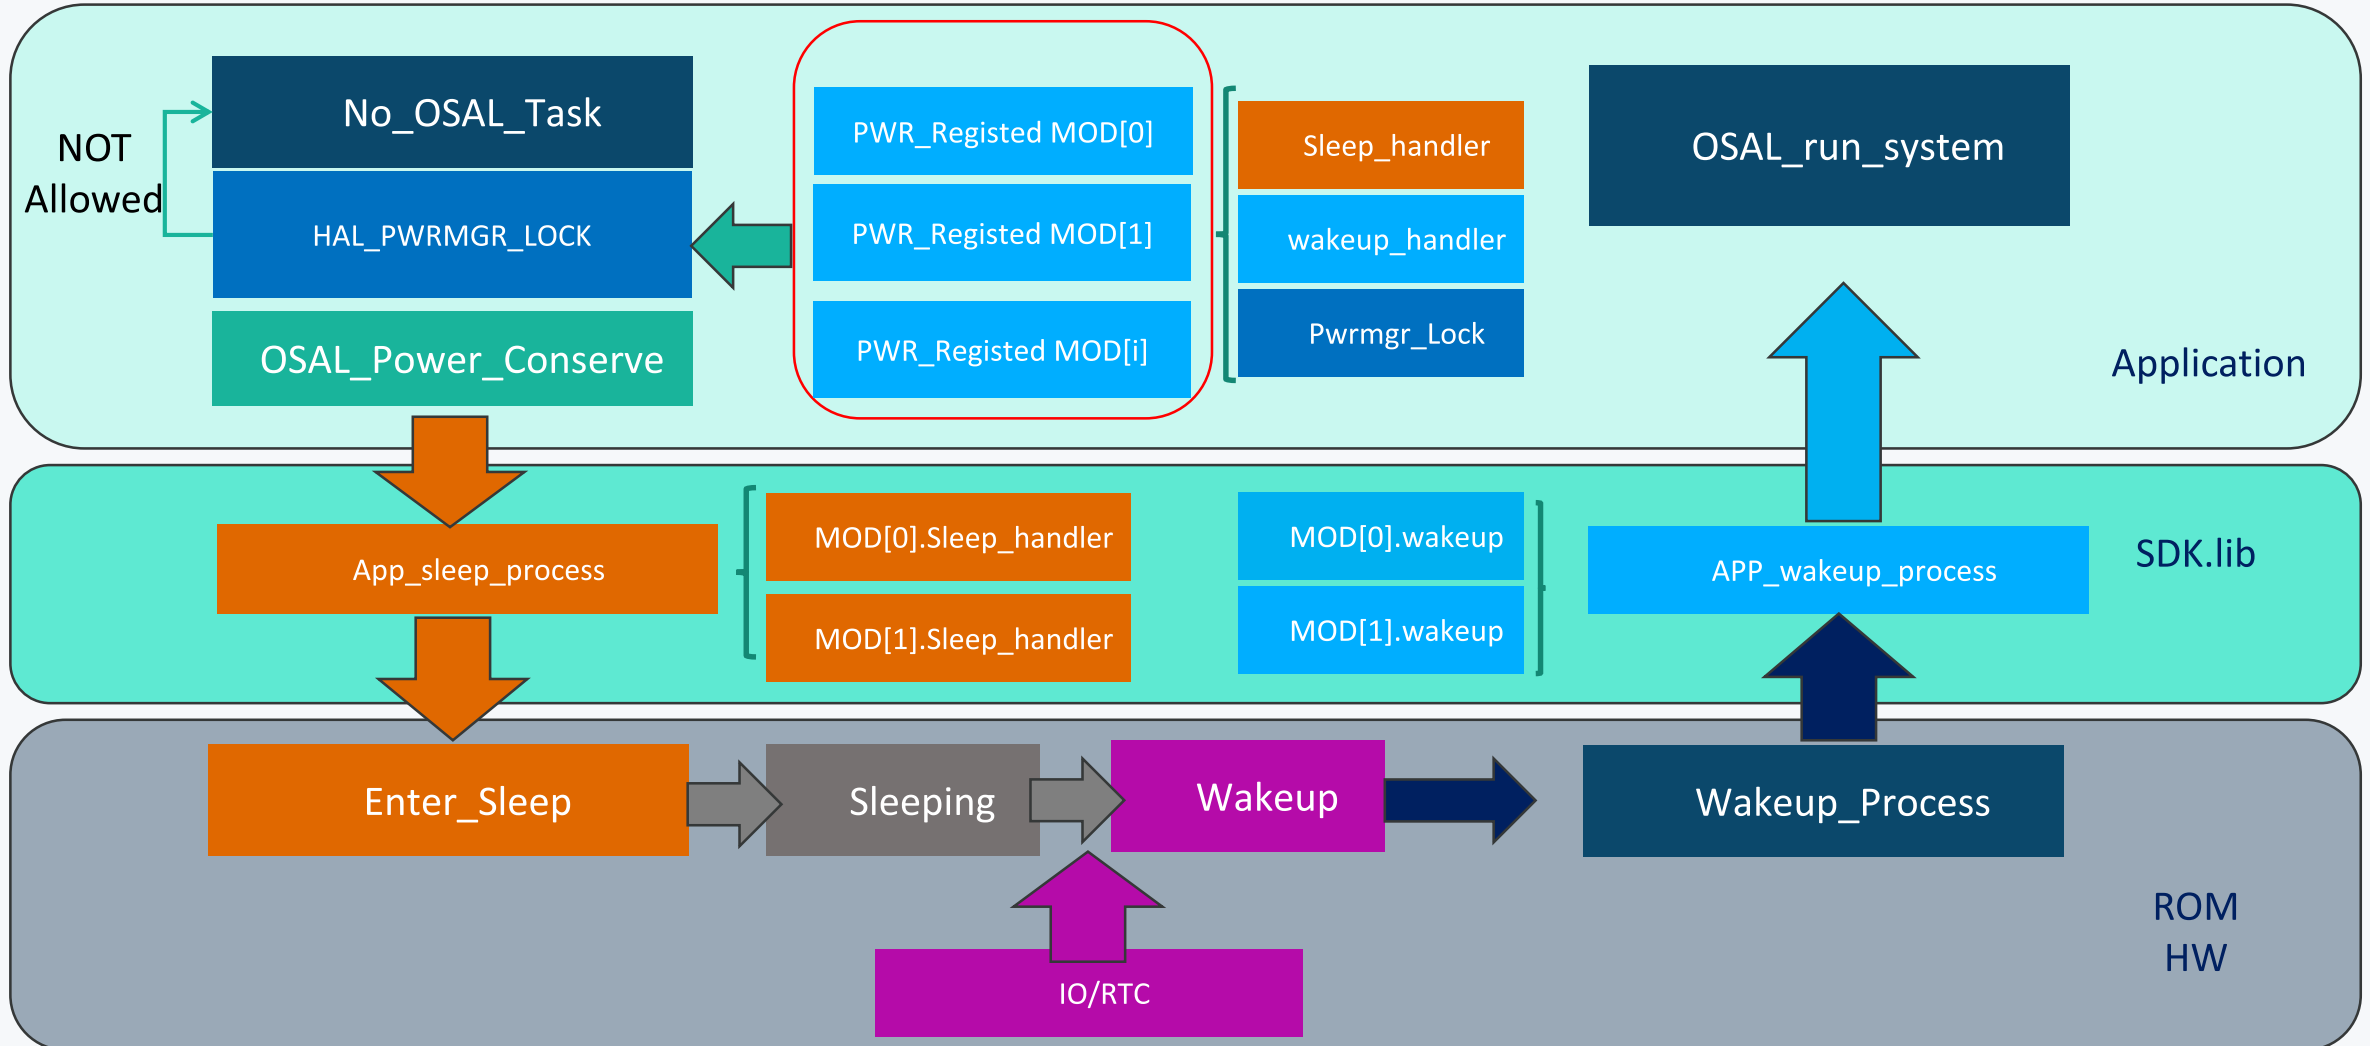 No_OSAL_Task
NOT
Allowed
HAL_PWRMGR_LOCK
OSAL_Power_Conserve
PWR_Registed MOD[0]
PWR_Registed MOD[1]
PWR_Registed MOD[i]
Sleep_handler
wakeup_handler
Pwrmgr_Lock
OSAL_run_system
Application
App_sleep_process
MOD[0].Sleep_handler
MOD[1].Sleep_handler
MOD[0].wakeup
MOD[1].wakeup
APP_wakeup_process
SDK.lib
Enter_Sleep
Sleeping
Wakeup
Wakeup_Process
IO/RTC
ROM
HW